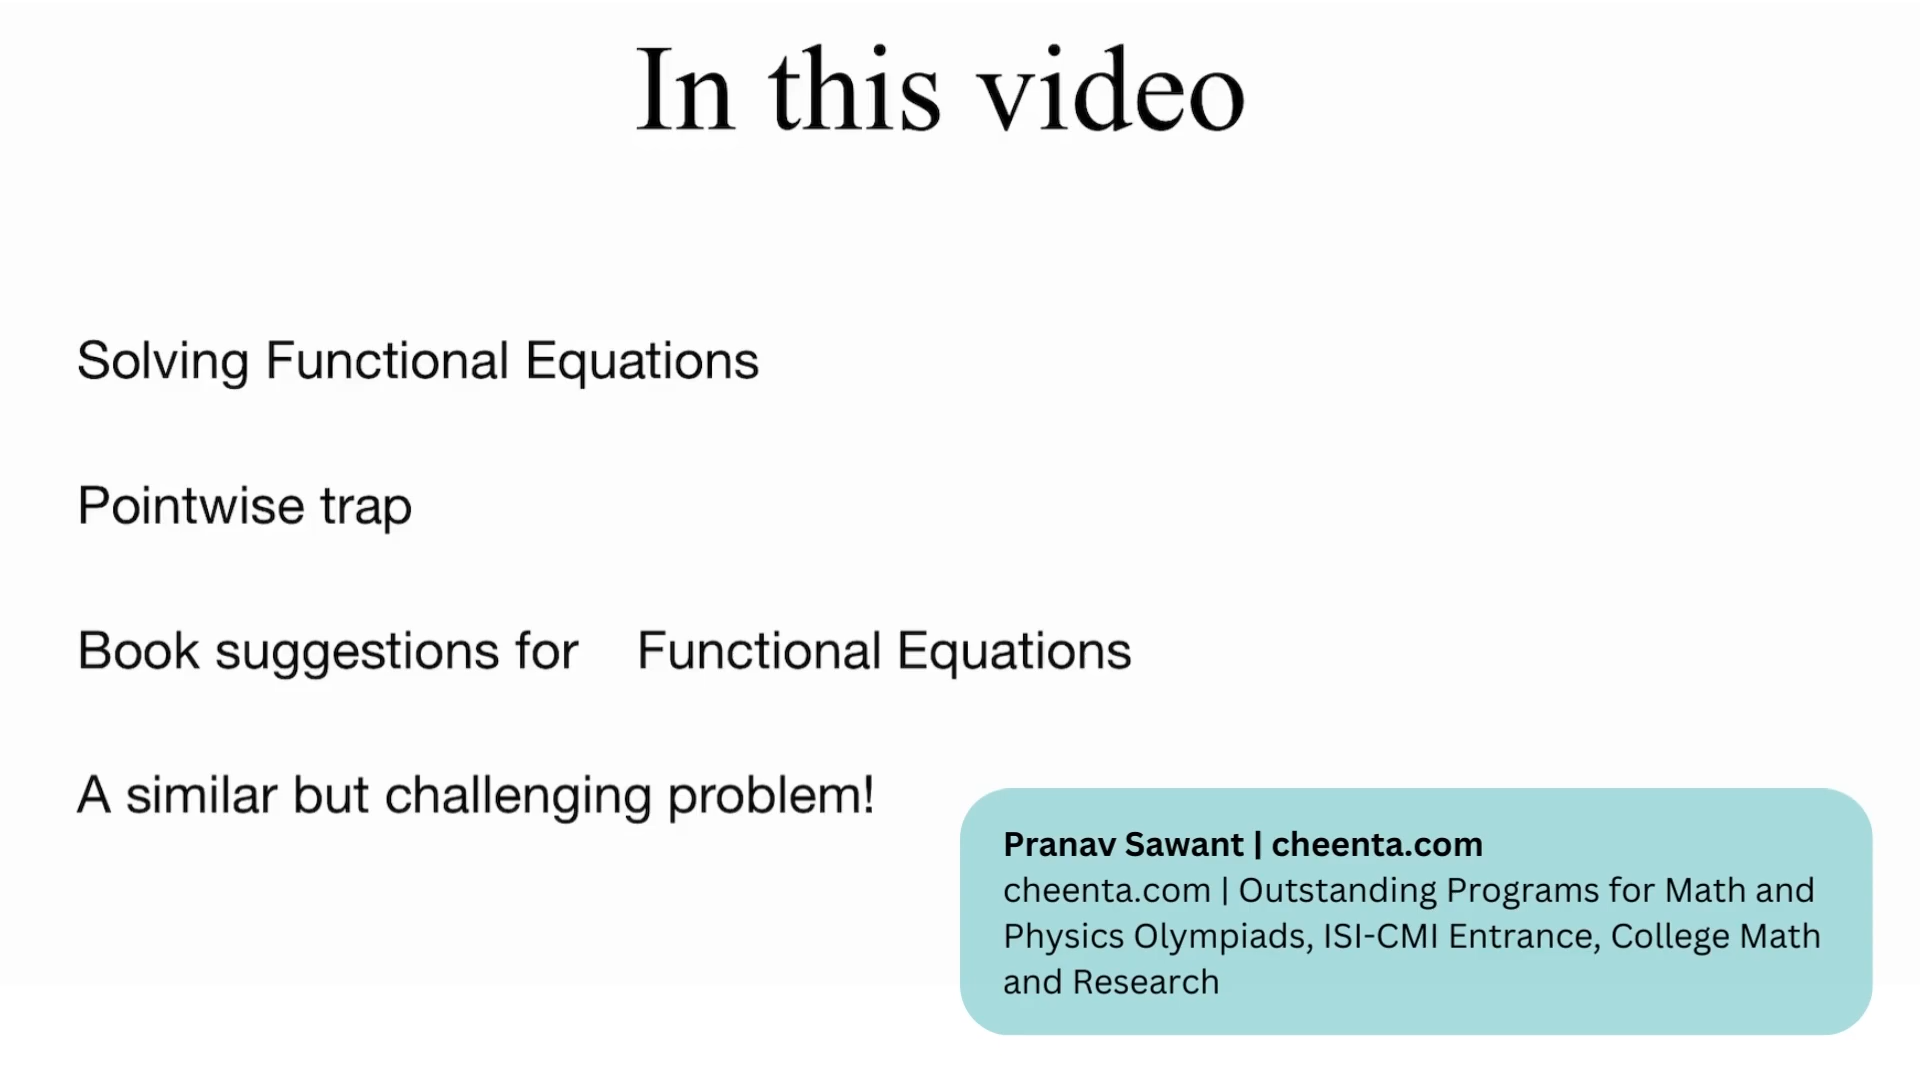 In this video
Solving Functional Equations
Pointwise trap
Book suggestions for Functional Equations
A similar but challenging problem!
Pranav Sawant | cheenta.com
cheenta.com | Outstanding Programs for Math and
Physics Olympiads, ISI-CMI Entrance, College Math
and Research